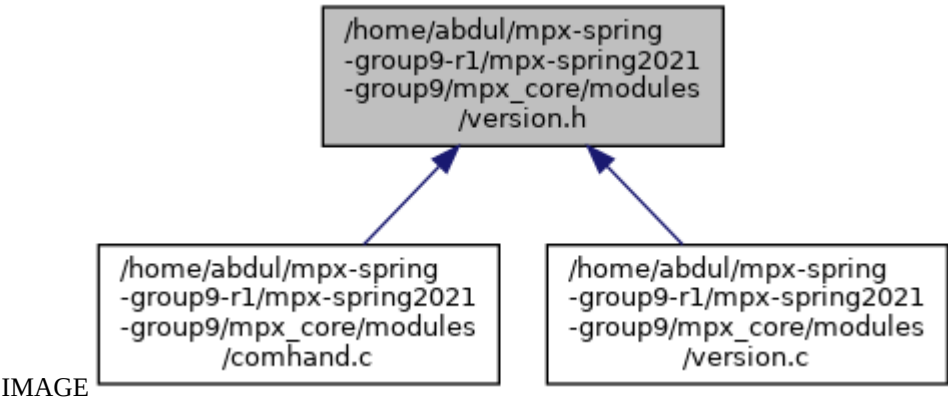 /home/abdul/mpx-spring
-group9-r1/mpx-spring2021
-group9/mpx_core/modules
/version.h
/home/abdul/mpx-spring
-group9-r1/mpx-spring2021
-group9/mpx_core/modules
/comhand.c
/home/abdul/mpx-spring
-group9-r1/mpx-spring2021
-group9/mpx_core/modules
/version.c
IMAGE